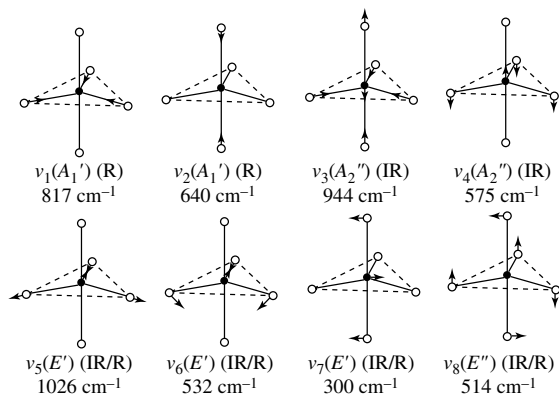 ν₁(A₁′) (R) ν₂(A₁′) (R) ν₃(A₂″) (IR) ν₄(A₂″) (IR)
817 cm⁻¹ 640 cm⁻¹ 944 cm⁻¹ 575 cm⁻¹
ν₅(E′) (IR/R) ν₆(E′) (IR/R) ν₇(E′) (IR/R) ν₈(E″) (IR/R)
1026 cm⁻¹ 532 cm⁻¹ 300 cm⁻¹ 514 cm⁻¹